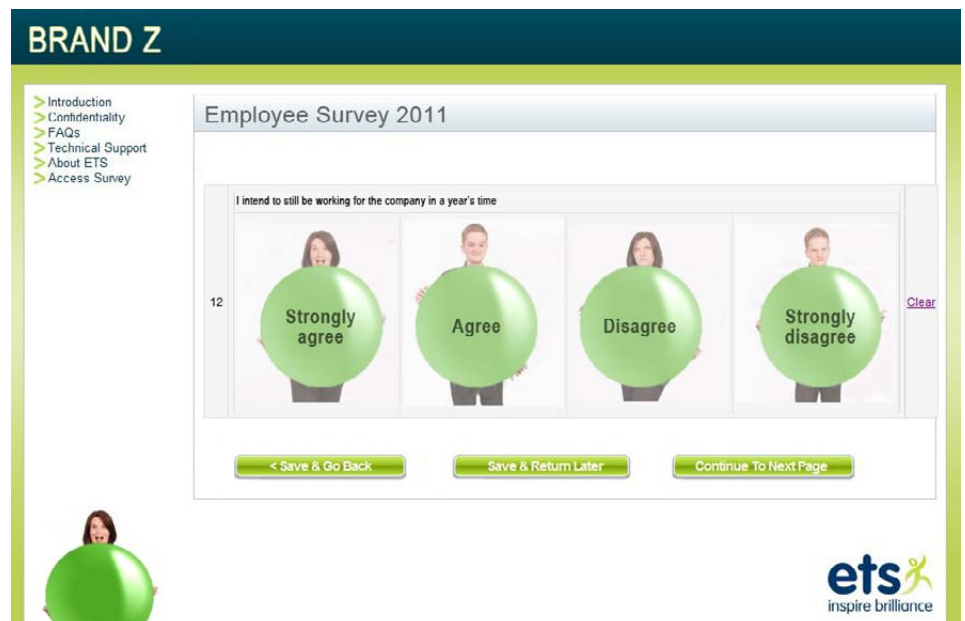 BRAND Z
Introduction
Confidentiality
FAQs
Technical Support
About ETS
Access Survey
Employee Survey 2011
I intend to still be working for the company in a year's time
12
Strongly
agree
Agree
Disagree
Strongly
disagree
Clear
< Save & Go Back
Save & Return Later
Continue To Next Page
ets
inspire brilliance